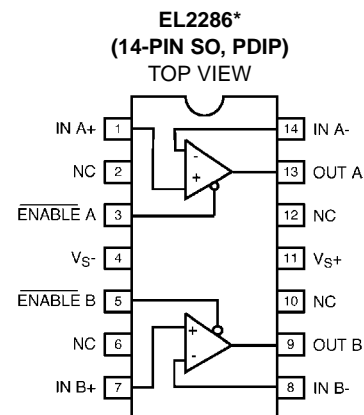 EL2286*
(14-PIN SO, PDIP)
TOP VIEW
IN A+ 1 14 IN A-
NC 2 - 13 OUT A
+
ENABLE A 3 12 NC
VS- 4 11 VS+
ENABLE B 5 10 NC
NC 6 + 9 OUT B
-
IN B+ 7 8 IN B-